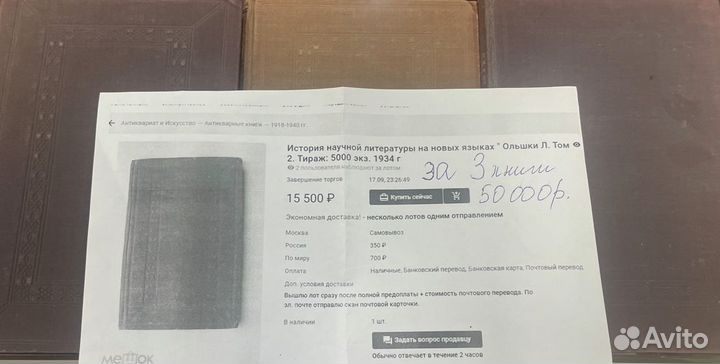 Антиквариат и Искусство — Антикварные книги — 1918-1940 гг.
История научной литературы на новых языках " Ольшки Л. Том
2. Тираж: 5000 экз. 1934 г
2 пользователя наблюдают за лотом
за 3 книги
50 000 р.
Завершение торгов 17.09, 23:26:49
15 500 ₽ Купить сейчас
Экономная доставка! - несколько лотов одним отправлением
Москва Самовывоз
Россия 350 ₽
По миру 700 ₽
Оплата Наличные, Банковский перевод, Банковская карта, Почтовый перевод
Доп. условия доставки
Вышлю лот сразу после полной предоплаты + стоимость почтового перевода. По
эл. почте отправлю скан почтовой карточки.
В наличии 1 шт.
Задать вопрос продавцу
Обычно отвечает в течение 2 часов
мешок
Avito